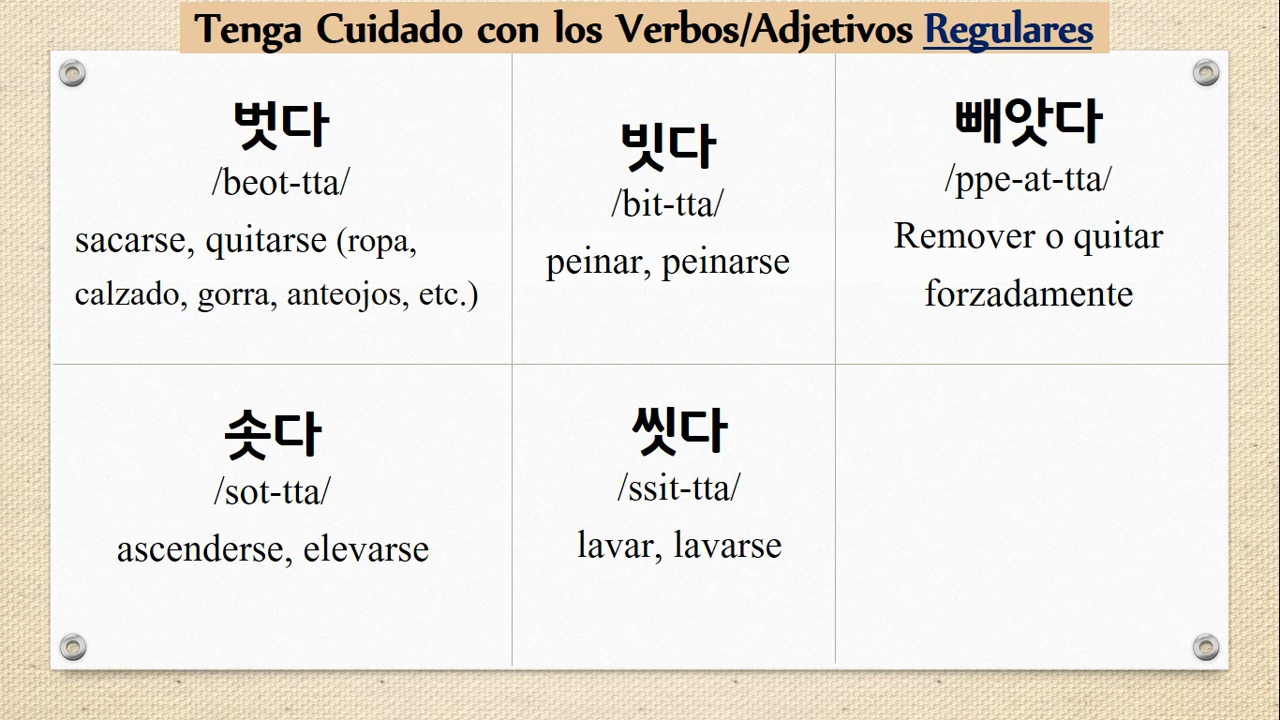 Tenga Cuidado con los Verbos/Adjetivos Regulares
벗다
/beot-tta/
sacarse, quitarse (ropa,
calzado, gorra, anteojos, etc.)
빗다
/bit-tta/
peinar, peinarse
빼앗다
/ppe-at-tta/
Remover o quitar
forzadamente
솟다
/sot-tta/
ascenderse, elevarse
씻다
/ssit-tta/
lavar, lavarse